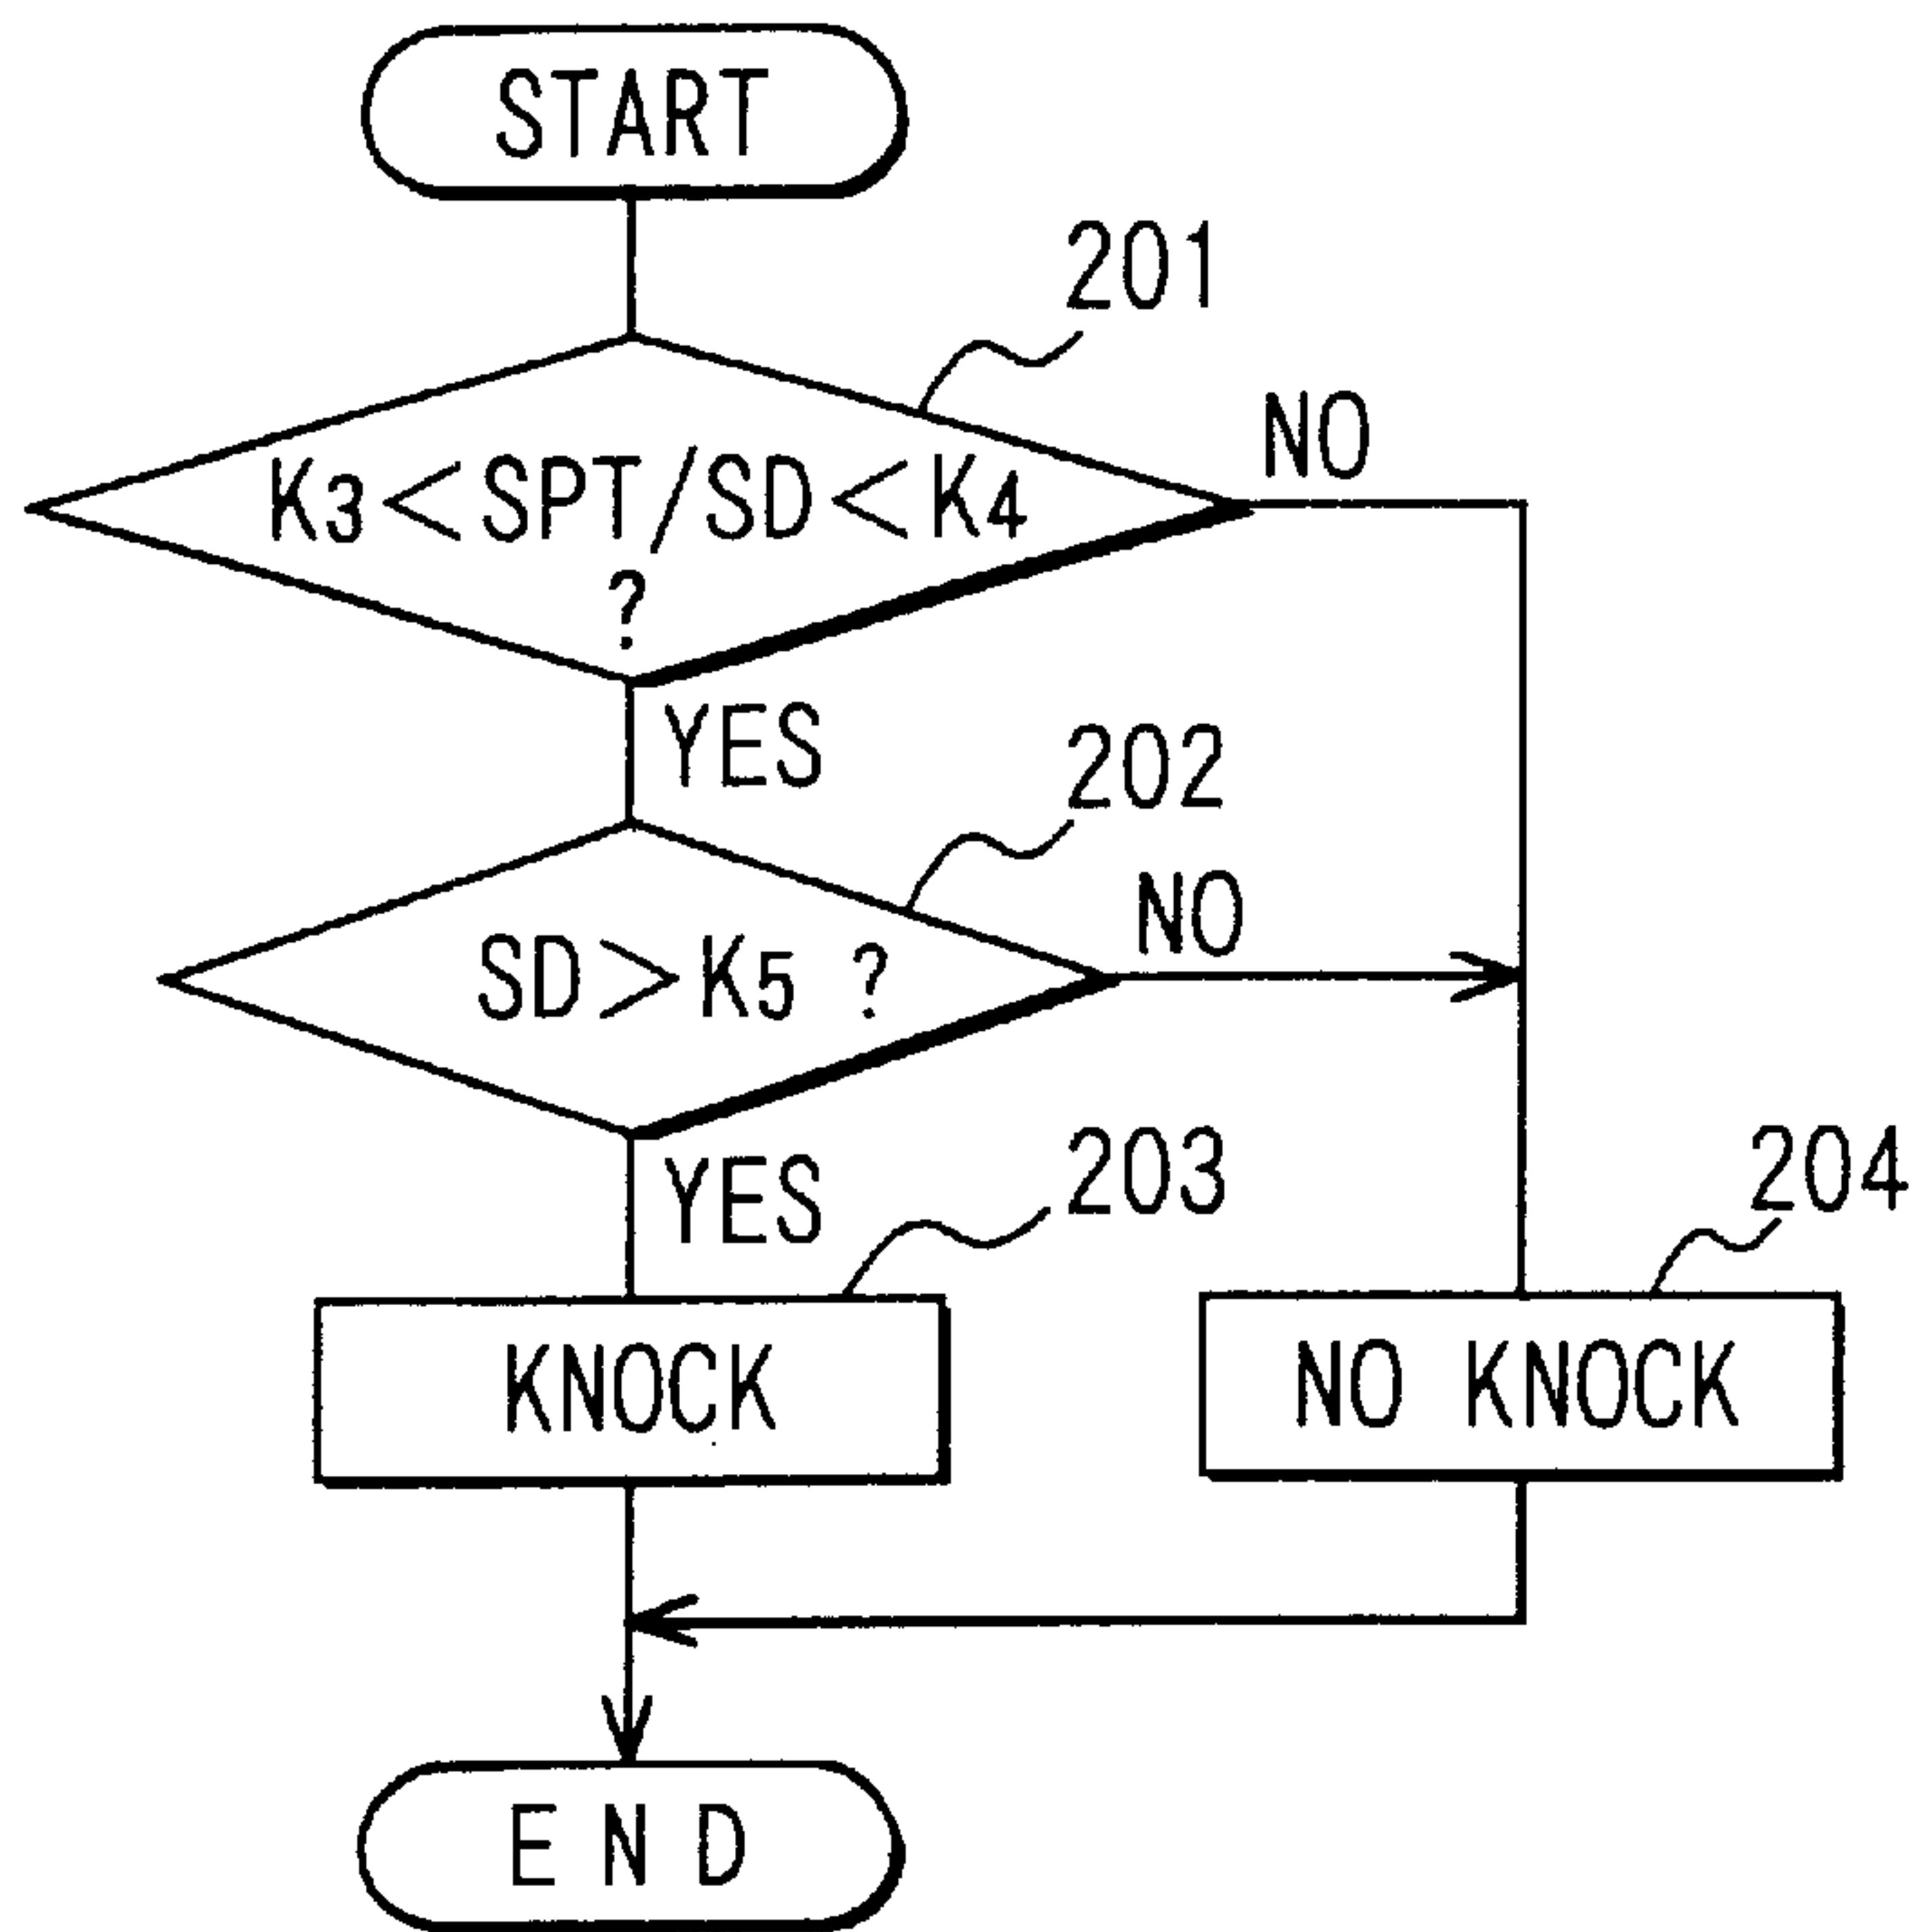 START
201
K3<SPT/SD<K4
?
NO
YES
202
SD>K5 ?
NO
YES
203
204
KNOCK
NO KNOCK
END